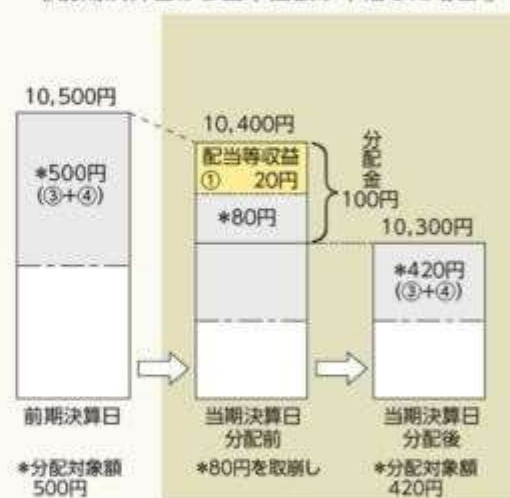 10,500円
*500円
(③+④)
10,400円
配当等収益
① 20円
*80円
分配金
100円
10,300円
*420円
(③+④)
前期決算日
当期決算日
分配前
当期決算日
分配後
*分配対象額
500円
*80円を取崩し
*分配対象額
420円